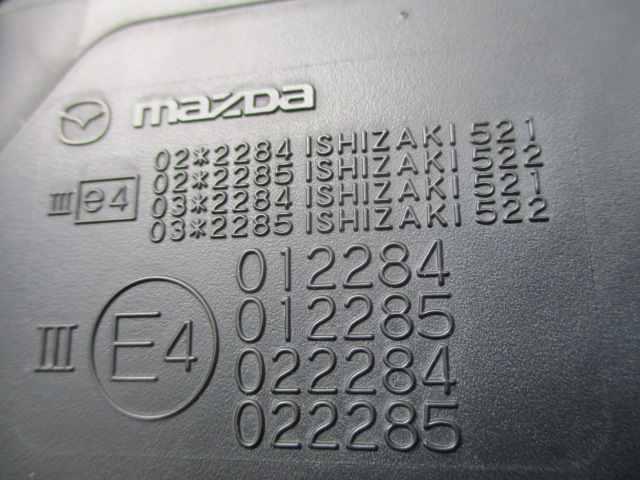 mazda
02*2284 ISHIZAKI 521
02*2285 ISHIZAKI 522
03*2284 ISHIZAKI 521
03*2285 ISHIZAKI 522
III e4
012284
012285
III E4
022284
022285